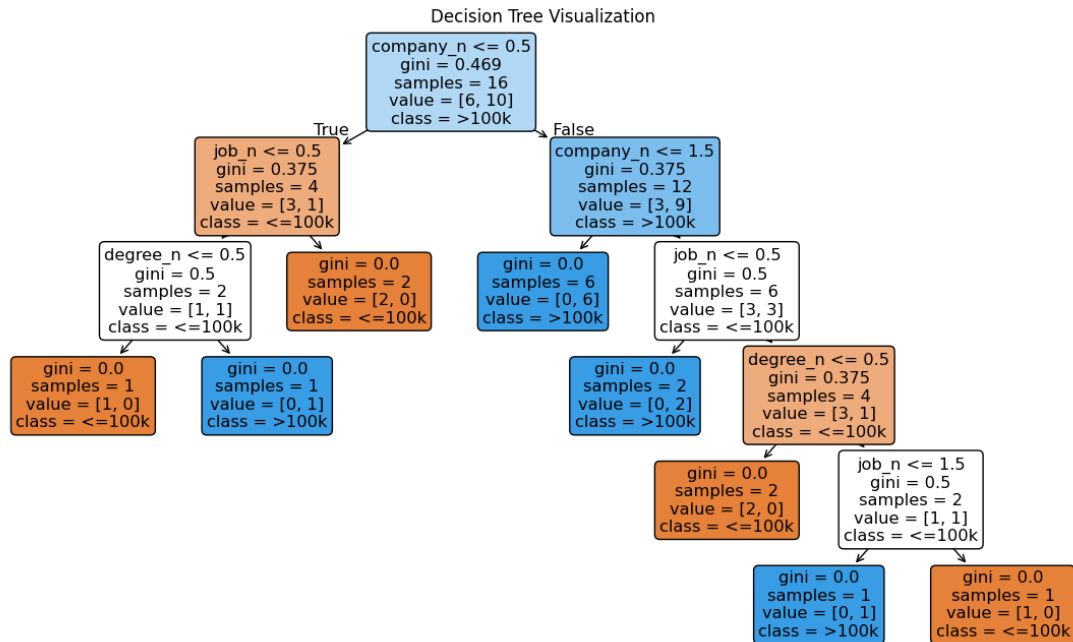 Decision Tree Visualization
company_n <= 0.5
gini = 0.469
samples = 16
value = [6, 10]
class = >100k
True
False
job_n <= 0.5
gini = 0.375
samples = 4
value = [3, 1]
class = <=100k
company_n <= 1.5
gini = 0.375
samples = 12
value = [3, 9]
class = >100k
degree_n <= 0.5
gini = 0.5
samples = 2
value = [1, 1]
class = <=100k
gini = 0.0
samples = 2
value = [2, 0]
class = <=100k
gini = 0.0
samples = 6
value = [0, 6]
class = >100k
job_n <= 0.5
gini = 0.5
samples = 6
value = [3, 3]
class = <=100k
gini = 0.0
samples = 1
value = [1, 0]
class = <=100k
gini = 0.0
samples = 1
value = [0, 1]
class = >100k
gini = 0.0
samples = 2
value = [0, 2]
class = >100k
degree_n <= 0.5
gini = 0.375
samples = 4
value = [3, 1]
class = <=100k
gini = 0.0
samples = 2
value = [2, 0]
class = <=100k
job_n <= 1.5
gini = 0.5
samples = 2
value = [1, 1]
class = <=100k
gini = 0.0
samples = 1
value = [0, 1]
class = >100k
gini = 0.0
samples = 1
value = [1, 0]
class = <=100k